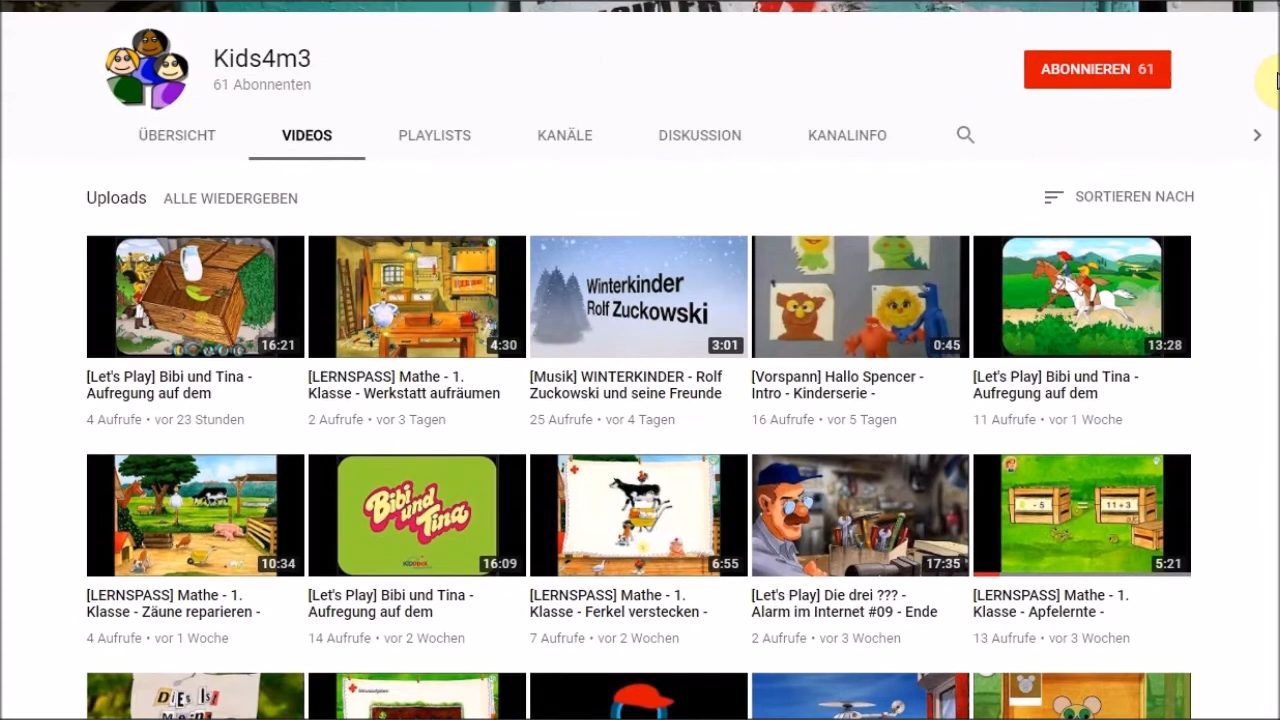 Kids4m3
61 Abonnenten
ABONNIEREN 61
ÜBERSICHT VIDEOS PLAYLISTS KANÄLE DISKUSSION KANALINFO
Uploads ALLE WIEDERGEBEN SORTIEREN NACH
Winterkinder
Rolf Zuckowski
16:21 4:30 3:01 0:45 13:28
[Let's Play] Bibi und Tina -
Aufregung auf dem
4 Aufrufe • vor 23 Stunden
[LERNSPASS] Mathe - 1.
Klasse - Werkstatt aufräumen
2 Aufrufe • vor 3 Tagen
[Musik] WINTERKINDER - Rolf
Zuckowski und seine Freunde
25 Aufrufe • vor 4 Tagen
[Vorspann] Hallo Spencer -
Intro - Kinderserie -
16 Aufrufe • vor 5 Tagen
[Let's Play] Bibi und Tina -
Aufregung auf dem
11 Aufrufe • vor 1 Woche
Bibi
und
Tina
- 5 = 11 + 3
10:34 16:09 6:55 17:35 5:21
[LERNSPASS] Mathe - 1.
Klasse - Zäune reparieren -
4 Aufrufe • vor 1 Woche
[Let's Play] Bibi und Tina -
Aufregung auf dem
14 Aufrufe • vor 2 Wochen
[LERNSPASS] Mathe - 1.
Klasse - Ferkel verstecken -
7 Aufrufe • vor 2 Wochen
[Let's Play] Die drei ??? -
Alarm im Internet #09 - Ende
2 Aufrufe • vor 3 Wochen
[LERNSPASS] Mathe - 1.
Klasse - Apfelernte -
13 Aufrufe • vor 3 Wochen
DIES IST